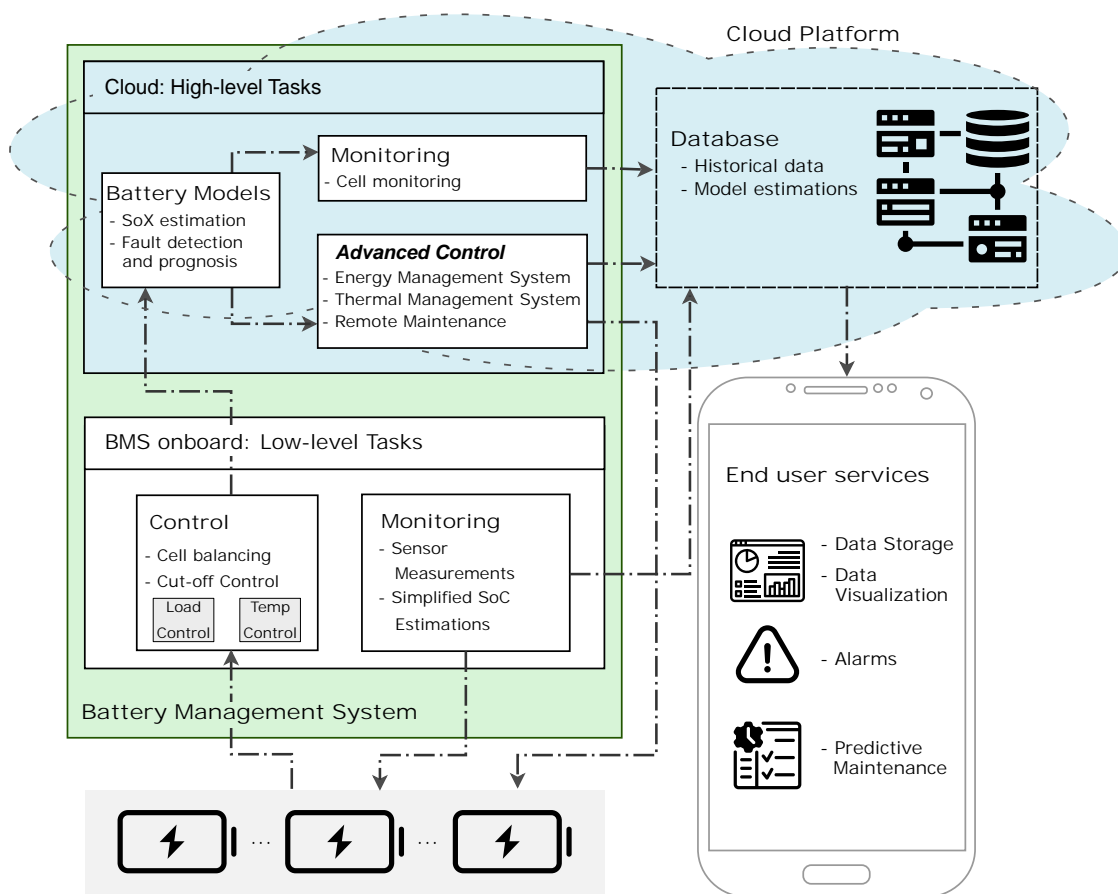 Cloud Platform
Cloud: High-level Tasks
Battery Models
- SoX estimation
- Fault detection
and prognosis
Monitoring
- Cell monitoring
Advanced Control
- Energy Management System
- Thermal Management System
- Remote Maintenance
Database
- Historical data
- Model estimations
BMS onboard: Low-level Tasks
Control
- Cell balancing
- Cut-off Control
Load
Control
Temp
Control
Monitoring
- Sensor
Measurements
- Simplified SoC
Estimations
Battery Management System
End user services
- Data Storage
- Data
Visualization
- Alarms
- Predictive
Maintenance
... ...